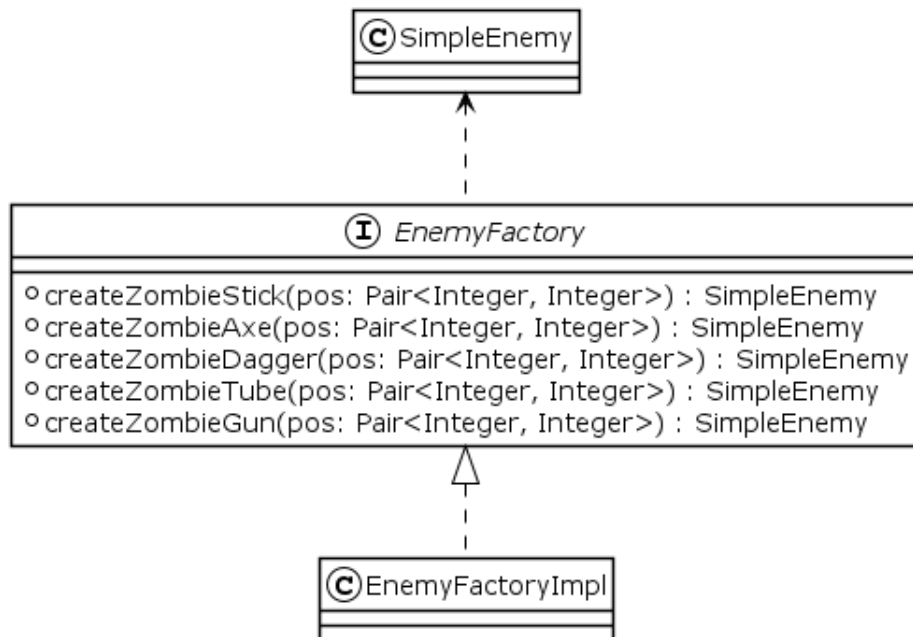 C SimpleEnemy
I EnemyFactory
createZombieStick(pos: Pair<Integer, Integer>) : SimpleEnemy
createZombieAxe(pos: Pair<Integer, Integer>) : SimpleEnemy
createZombieDagger(pos: Pair<Integer, Integer>) : SimpleEnemy
createZombieTube(pos: Pair<Integer, Integer>) : SimpleEnemy
createZombieGun(pos: Pair<Integer, Integer>) : SimpleEnemy
C EnemyFactoryImpl